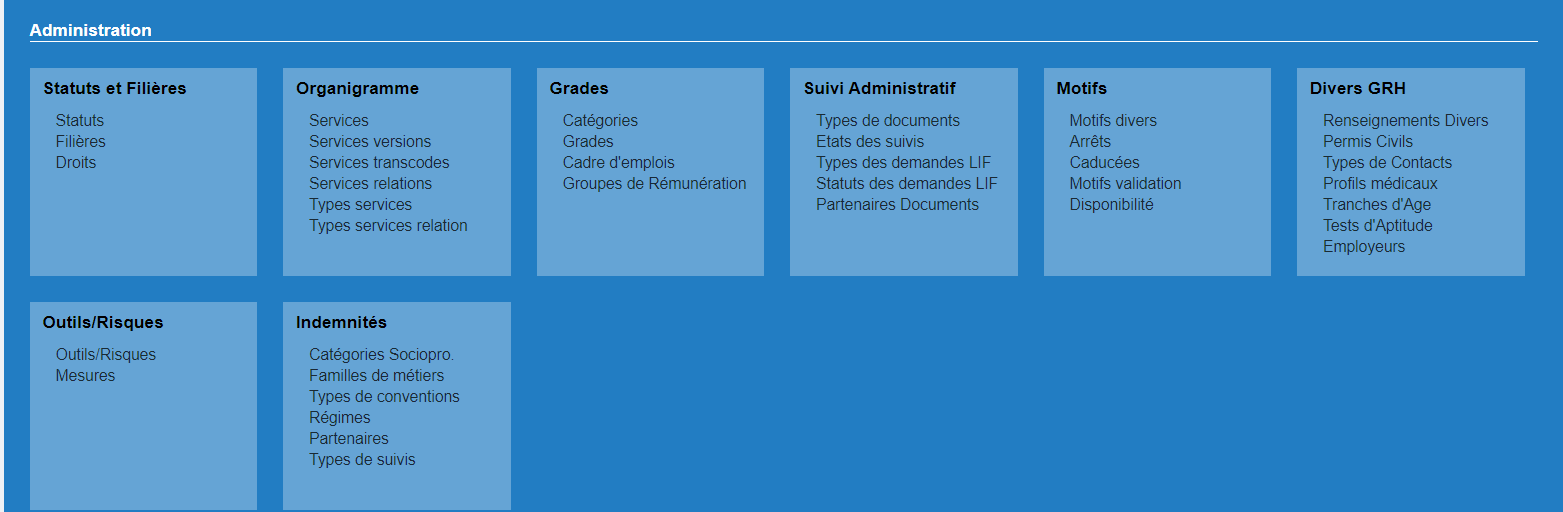 Administration
Statuts et Filières
Statuts
Filières
Droits
Organigramme
Services
Services versions
Services transcodes
Services relations
Types services
Types services relation
Grades
Catégories
Grades
Cadre d'emplois
Groupes de Rémunération
Suivi Administratif
Types de documents
Etats des suivis
Types des demandes LIF
Statuts des demandes LIF
Partenaires Documents
Motifs
Motifs divers
Arrêts
Caducées
Motifs validation
Disponibilité
Divers GRH
Renseignements Divers
Permis Civils
Types de Contacts
Profils médicaux
Tranches d'Age
Tests d'Aptitude
Employeurs
Outils/Risques
Outils/Risques
Mesures
Indemnités
Catégories Sociopro.
Familles de métiers
Types de conventions
Régimes
Partenaires
Types de suivis